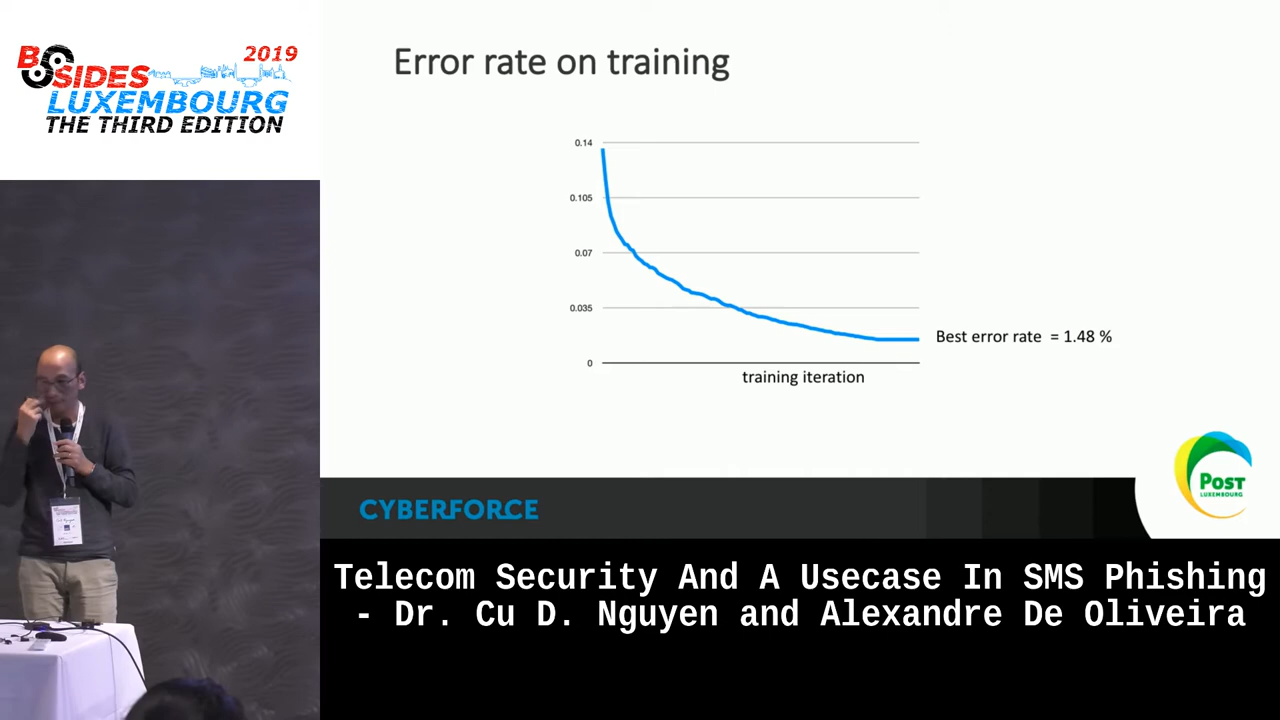 2019
BSIDES
LUXEMBOURG
THE THIRD EDITION
Error rate on training
0.14
0.105
0.07
0.035
0
Best error rate = 1.48 %
training iteration
POST
LUXEMBOURG
CYBERFORCE
Telecom Security And A Usecase In SMS Phishing
- Dr. Cu D. Nguyen and Alexandre De Oliveira